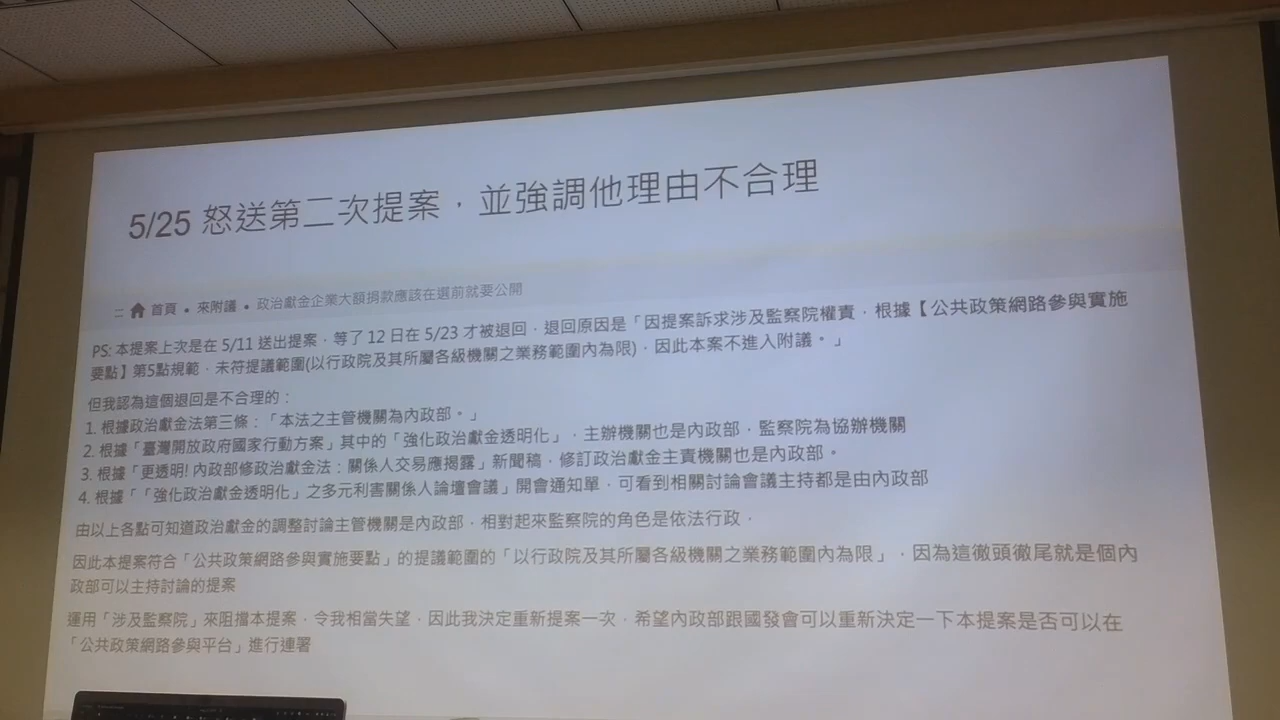 5/25 怒送第二次提案，並強調他理由不合理
首頁 • 來附議 • 政治獻金企業大額捐款應該在選前就要公開
PS: 本提案上次是在 5/11 送出提案，等了 12 日在 5/23 才被退回，退回原因是「因提案訴求涉及監察院權責，根據【公共政策網路參與實施
要點】第5點規範，未符提議範圍(以行政院及其所屬各級機關之業務範圍內為限)，因此本案不進入附議。」
但我認為這個退回是不合理的：
1. 根據政治獻金法第三條：「本法之主管機關為內政部。」
2. 根據「臺灣開放政府國家行動方案」其中的「強化政治獻金透明化」，主辦機關也是內政部，監察院為協辦機關
3. 根據「更透明! 內政部修政治獻金法：關係人交易應揭露」新聞稿，修訂政治獻金主責機關也是內政部。
4. 根據「「強化政治獻金透明化」之多元利害關係人論壇會議」開會通知單，可看到相關討論會議主持都是由內政部
由以上各點可知道政治獻金的調整討論主管機關是內政部，相對起來監察院的角色是依法行政，
因此本提案符合「公共政策網路參與實施要點」的提議範圍的「以行政院及其所屬各級機關之業務範圍內為限」，因為這徹頭徹尾就是個內
政部可以主持討論的提案
運用「涉及監察院」來阻擋本提案，令我相當失望，因此我決定重新提案一次，希望內政部跟國發會可以重新決定一下本提案是否可以在
「公共政策網路參與平台」進行連署